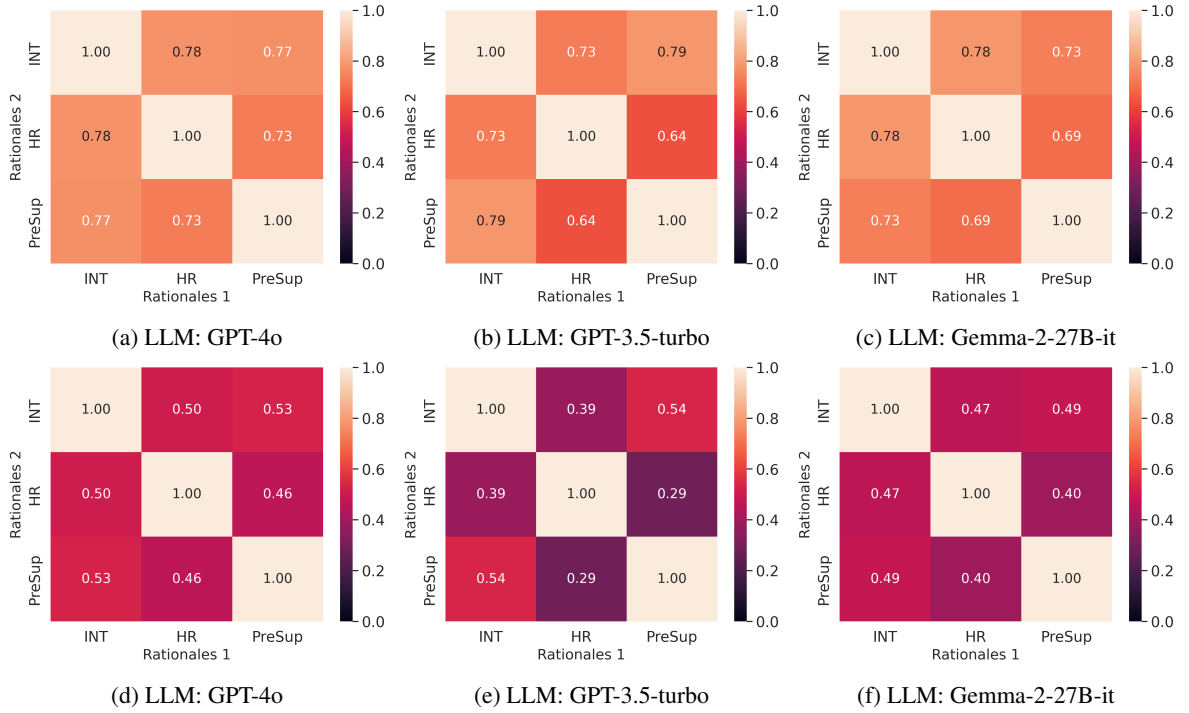 INT
HR
PreSup
Rationales 2
1.00 0.78 0.77
0.78 1.00 0.73
0.77 0.73 1.00
INT HR PreSup
Rationales 1
1.0
0.8
0.6
0.4
0.2
0.0
(a) LLM: GPT-4o
INT
HR
PreSup
Rationales 2
1.00 0.73 0.79
0.73 1.00 0.64
0.79 0.64 1.00
INT HR PreSup
Rationales 1
1.0
0.8
0.6
0.4
0.2
0.0
(b) LLM: GPT-3.5-turbo
INT
HR
PreSup
Rationales 2
1.00 0.78 0.73
0.78 1.00 0.69
0.73 0.69 1.00
INT HR PreSup
Rationales 1
1.0
0.8
0.6
0.4
0.2
0.0
(c) LLM: Gemma-2-27B-it
INT
HR
PreSup
Rationales 2
1.00 0.50 0.53
0.50 1.00 0.46
0.53 0.46 1.00
INT HR PreSup
Rationales 1
1.0
0.8
0.6
0.4
0.2
0.0
(d) LLM: GPT-4o
INT
HR
PreSup
Rationales 2
1.00 0.39 0.54
0.39 1.00 0.29
0.54 0.29 1.00
INT HR PreSup
Rationales 1
1.0
0.8
0.6
0.4
0.2
0.0
(e) LLM: GPT-3.5-turbo
INT
HR
PreSup
Rationales 2
1.00 0.47 0.49
0.47 1.00 0.40
0.49 0.40 1.00
INT HR PreSup
Rationales 1
1.0
0.8
0.6
0.4
0.2
0.0
(f) LLM: Gemma-2-27B-it